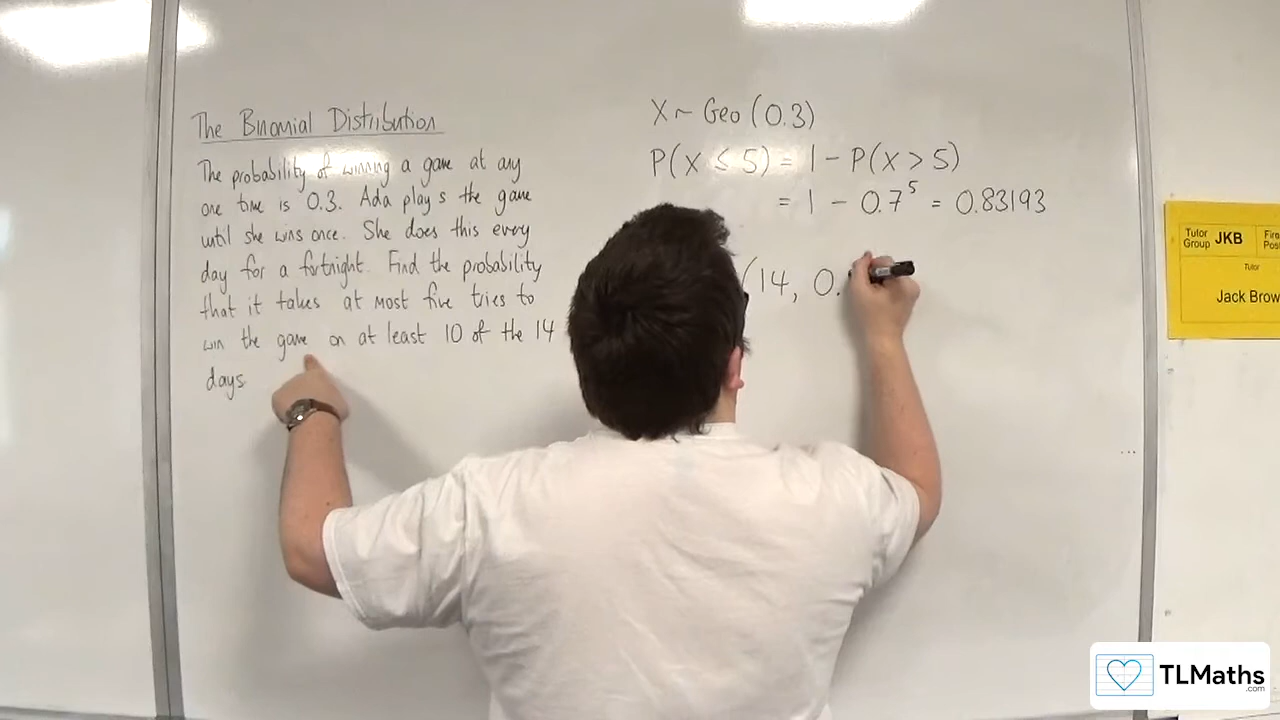 The Binomial Distribution
The probability of winning a game at any
one time is 0.3. Ada plays the game
until she wins once. She does this every
day for a fortnight. Find the probability
that it takes at most five tries to
win the game on at least 10 of the 14
days
X ~ Geo (0.3)
P(X ≤ 5) = 1 - P(X > 5)
= 1 - 0.7⁵ = 0.83193
(14, 0.
Tutor
Group JKB
Tutor
Jack Brow
TLMaths
.com